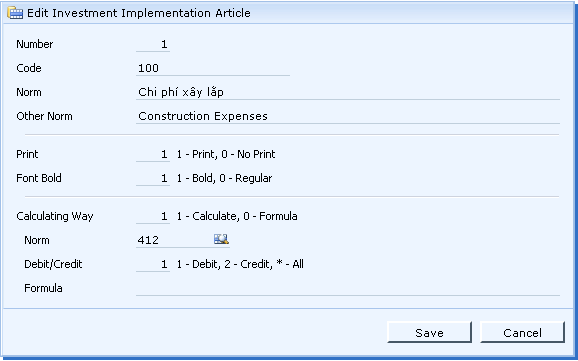 Edit Investment Implementation Article
Number 1
Code 100
Norm Chi phí xây lắp
Other Norm Construction Expenses
Print 1 1 - Print, 0 - No Print
Font Bold 1 1 - Bold, 0 - Regular
Calculating Way 1 1 - Calculate, 0 - Formula
Norm 412
Debit/Credit 1 1 - Debit, 2 - Credit, * - All
Formula
Save Cancel